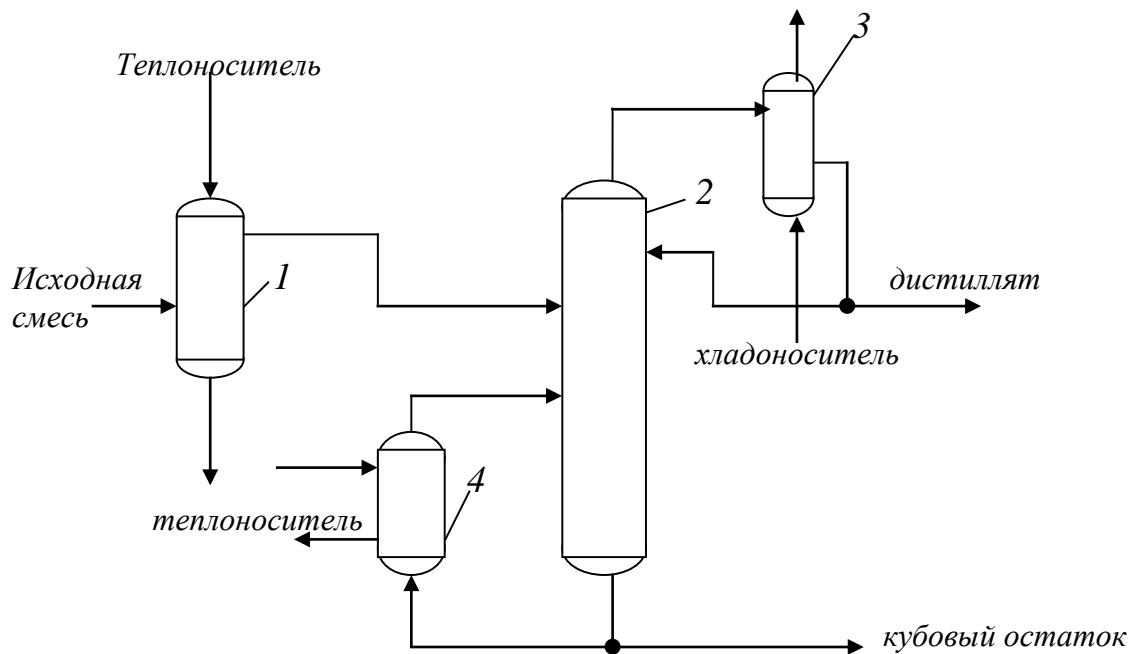 3
Теплоноситель
2
Исходная
смесь
1
дистиллят
хладоноситель
4
теплоноситель
кубовый остаток